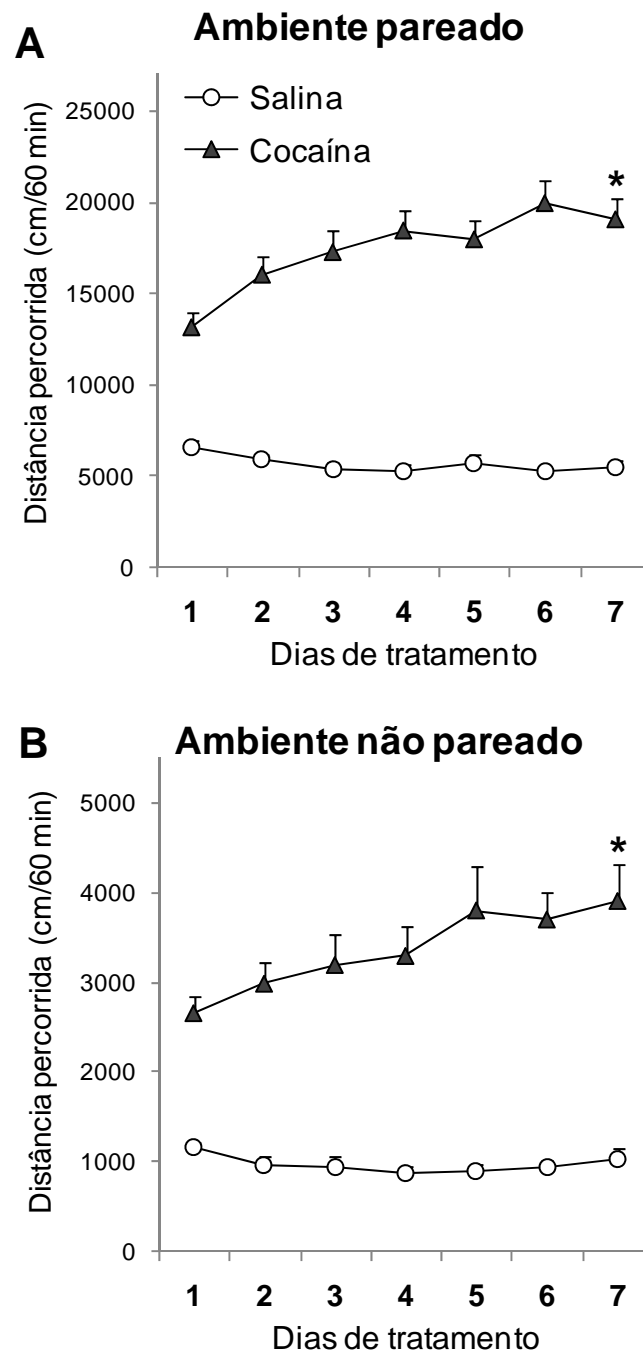 A
Ambiente pareado
Distância percorrida (cm/60 min)
25000
20000
15000
10000
5000
0
Salina
Cocaína
*
1 2 3 4 5 6 7
Dias de tratamento
B
Ambiente não pareado
Distância percorrida (cm/60 min)
5000
4000
3000
2000
1000
0
*
1 2 3 4 5 6 7
Dias de tratamento